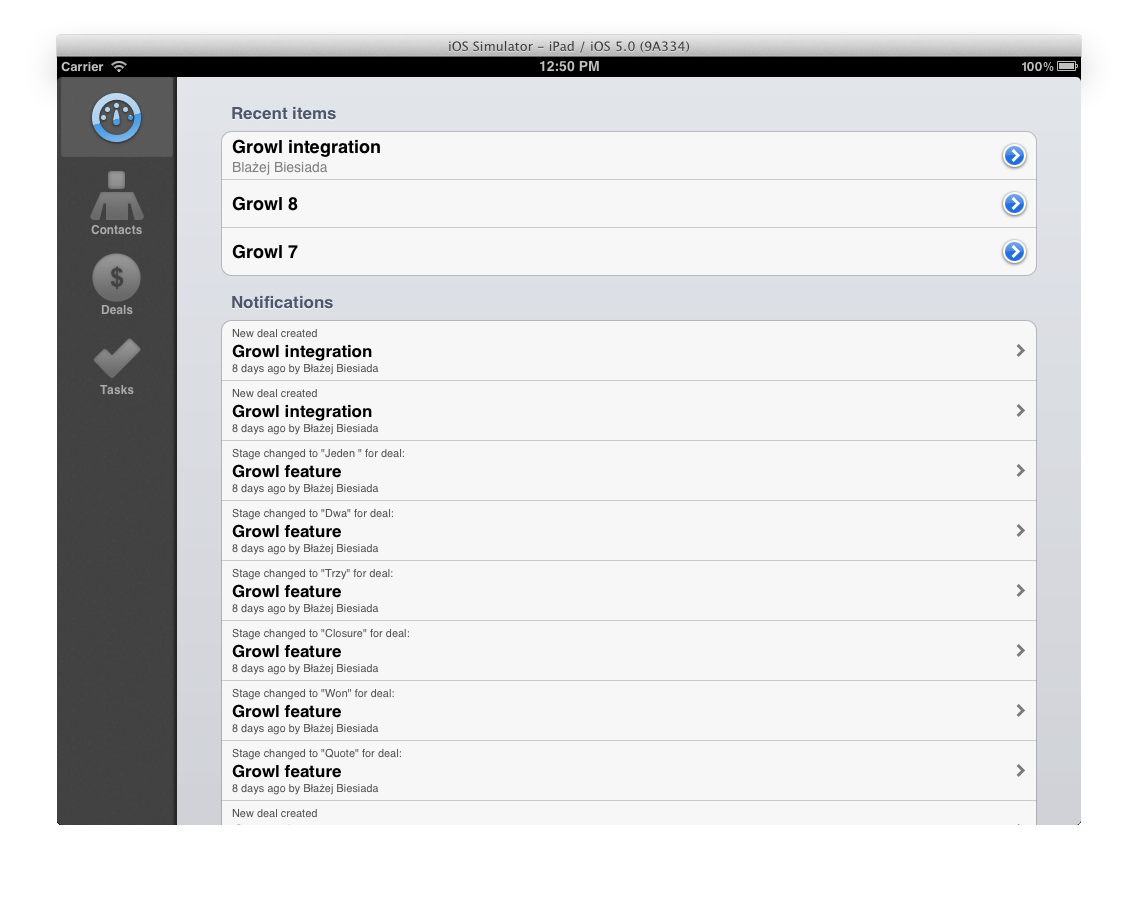 iOS Simulator - iPad / iOS 5.0 (9A334)
Carrier 12:50 PM 100%
Recent items
Growl integration
Blażej Biesiada
Growl 8
Growl 7
Contacts
$
Deals
Tasks
Notifications
New deal created
Growl integration
8 days ago by Błażej Biesiada
New deal created
Growl integration
8 days ago by Błażej Biesiada
Stage changed to "Jeden " for deal:
Growl feature
8 days ago by Błażej Biesiada
Stage changed to "Dwa" for deal:
Growl feature
8 days ago by Błażej Biesiada
Stage changed to "Trzy" for deal:
Growl feature
8 days ago by Błażej Biesiada
Stage changed to "Closure" for deal:
Growl feature
8 days ago by Błażej Biesiada
Stage changed to "Won" for deal:
Growl feature
8 days ago by Błażej Biesiada
Stage changed to "Quote" for deal:
Growl feature
8 days ago by Błażej Biesiada
New deal created